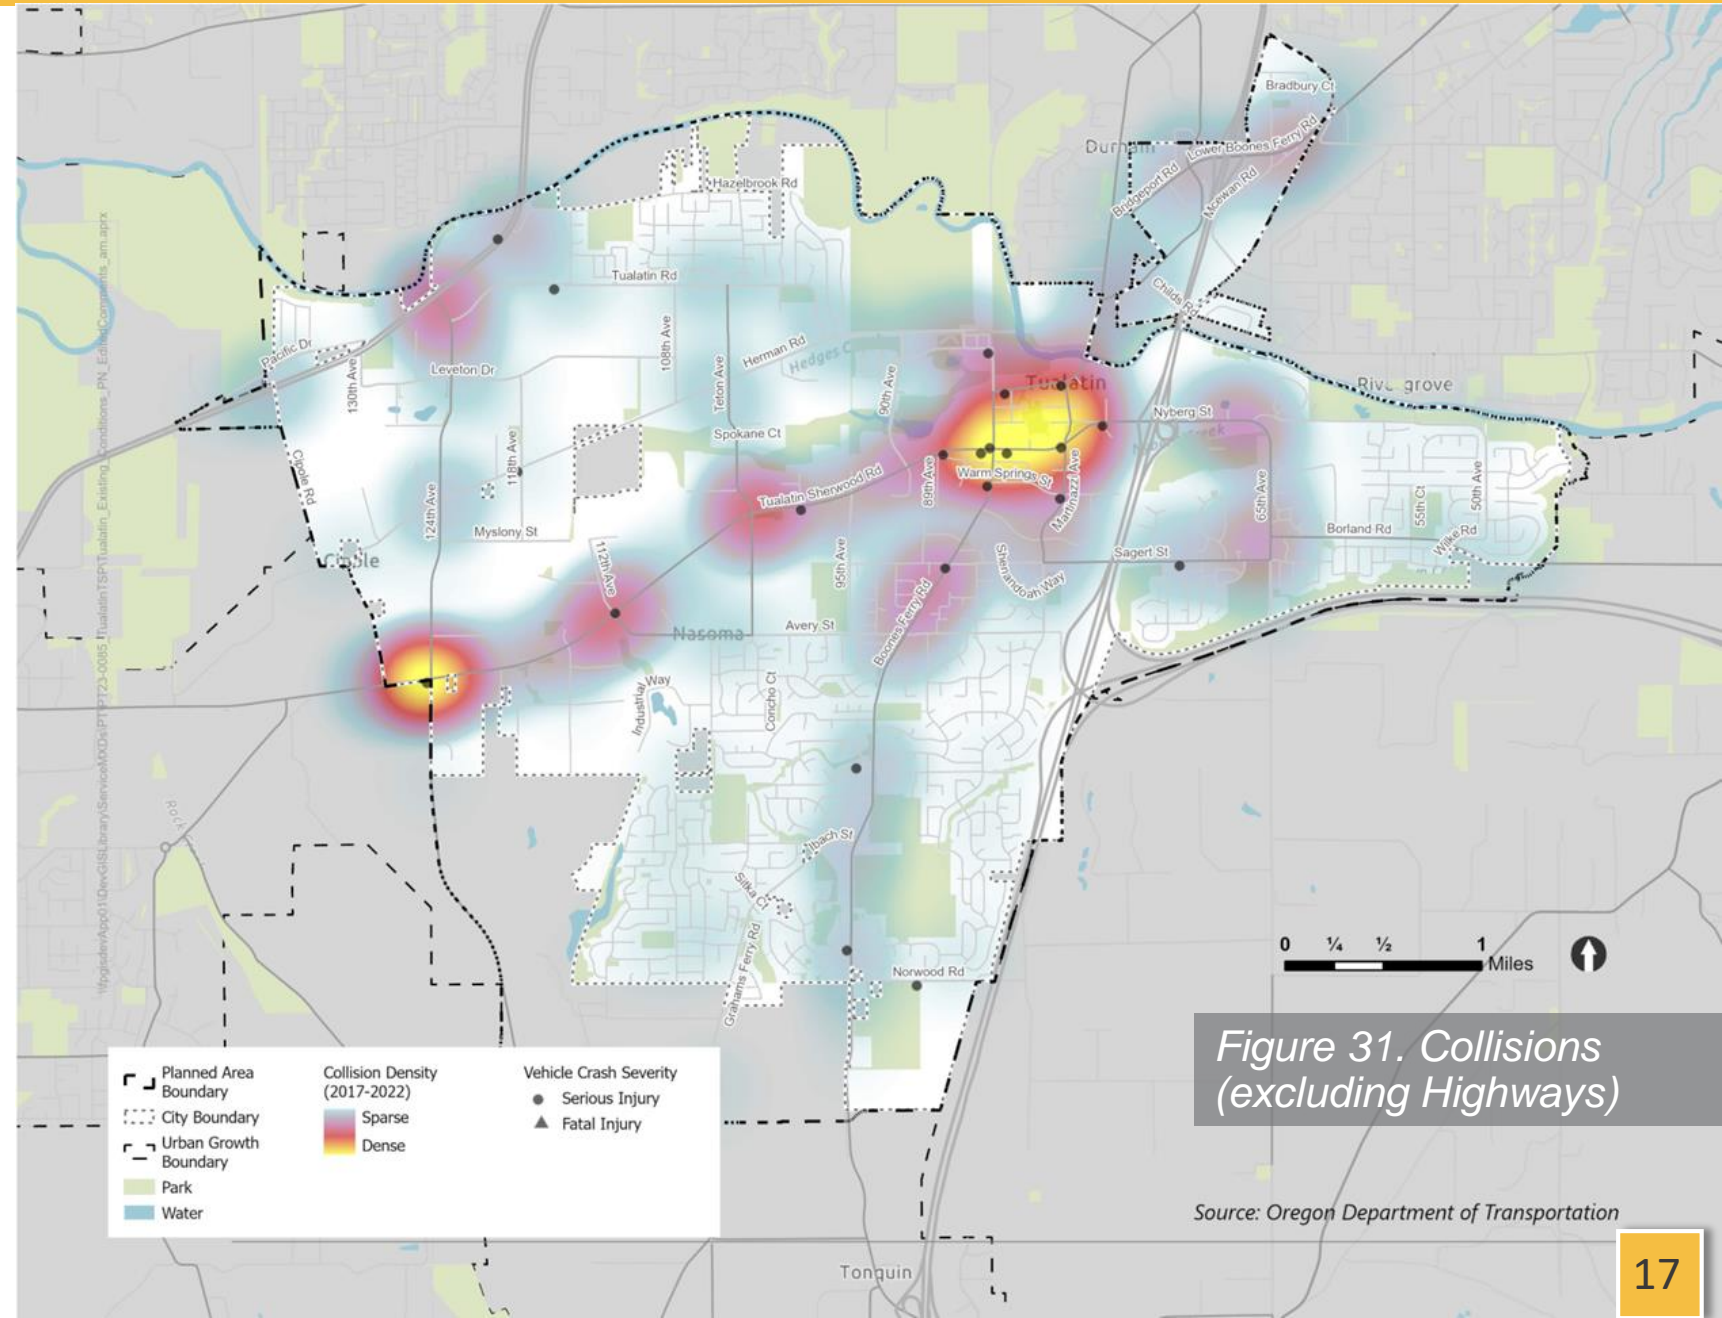 Bradbury Ct
Durham
Lower Boones Ferry Rd
Bridgeport Rd
Mcewan Rd
Hazelbrook Rd
Tualatin Rd
Childs Rd
Pacific Dr
130th Ave
Leveton Dr
108th Ave
Teton Ave
Herman Rd
Hedges C
90th Ave
Tualatin
Nyberg St
Rivergrove
Spokane Ct
Cipole Rd
118th Ave
124th Ave
Tualatin Sherwood Rd
89th Ave
Warm Springs St
Martinazzi Ave
65th Ave
55th Ct
50th Ave
Borland Rd
Wilke Rd
Myslony St
Cipole
112th Ave
95th Ave
Shenandoah Way
Sagert St
Nasoma
Avery St
Boones Ferry Rd
Industrial Way
Concho Ct
Rock
Ibach St
Sitka Ct
Grahams Ferry Rd
Norwood Rd
0 ¼ ½ 1
Miles
Planned Area
Boundary
City Boundary
Urban Growth
Boundary
Park
Water
Collision Density
(2017-2022)
Sparse
Dense
Vehicle Crash Severity
Serious Injury
Fatal Injury
Figure 31. Collisions
(excluding Highways)
Source: Oregon Department of Transportation
Tonquin
17